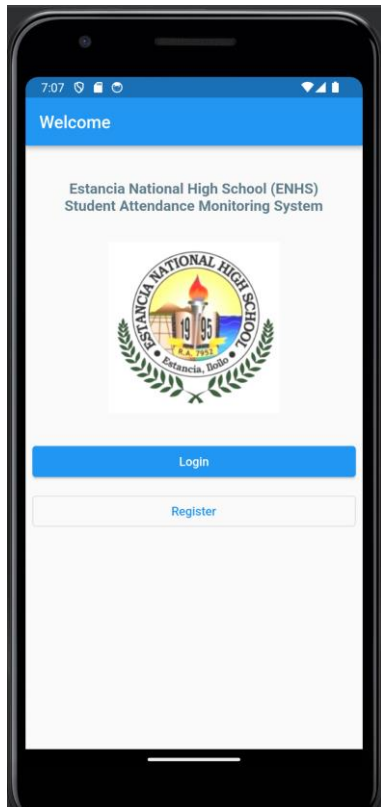 7:07
Welcome
Estancia National High School (ENHS)
Student Attendance Monitoring System
ESTANCIA NATIONAL HIGH SCHOOL
19 95
R.A. 7952
Estancia, Iloilo
Login
Register